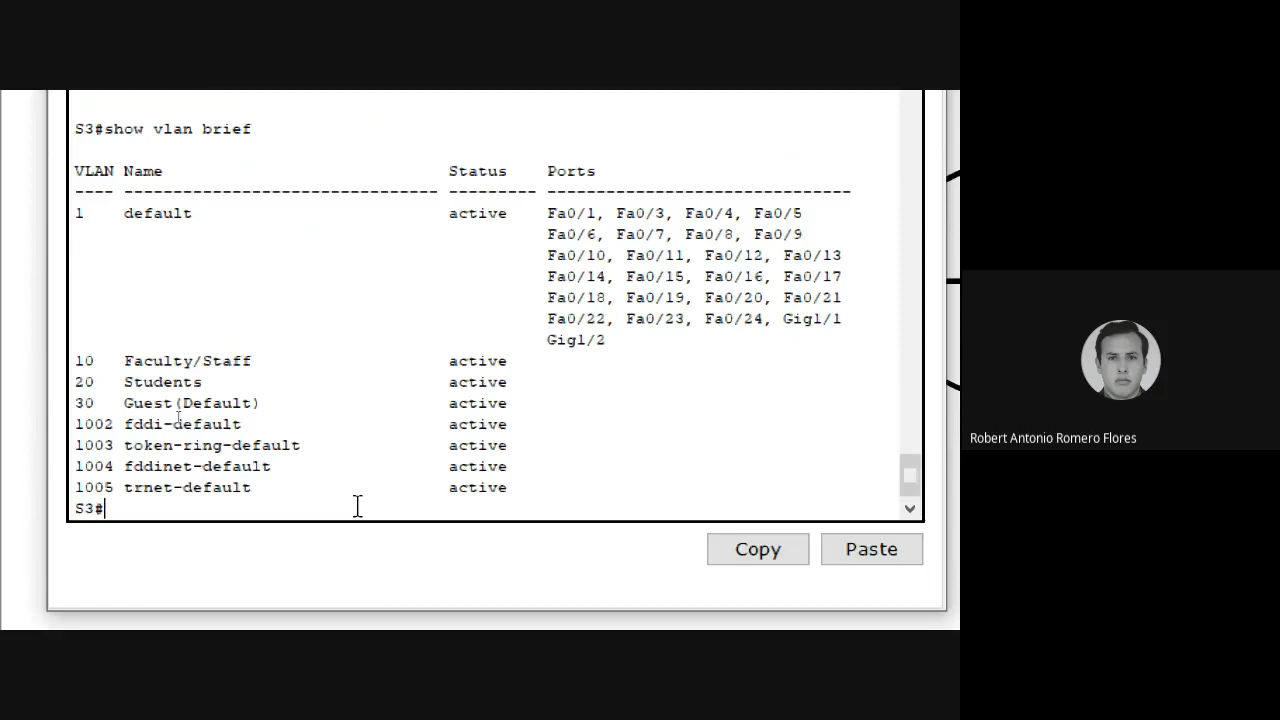 S3#show vlan brief
VLAN Name Status Ports
---- -------------------------------- --------- -------------------------------
1 default active Fa0/1, Fa0/3, Fa0/4, Fa0/5
Fa0/6, Fa0/7, Fa0/8, Fa0/9
Fa0/10, Fa0/11, Fa0/12, Fa0/13
Fa0/14, Fa0/15, Fa0/16, Fa0/17
Fa0/18, Fa0/19, Fa0/20, Fa0/21
Fa0/22, Fa0/23, Fa0/24, Gig1/1
Gig1/2
10 Faculty/Staff active
20 Students active
30 Guest(Default) active
1002 fddi-default active
1003 token-ring-default active
1004 fddinet-default active
1005 trnet-default active
S3#
Copy Paste
Robert Antonio Romero Flores